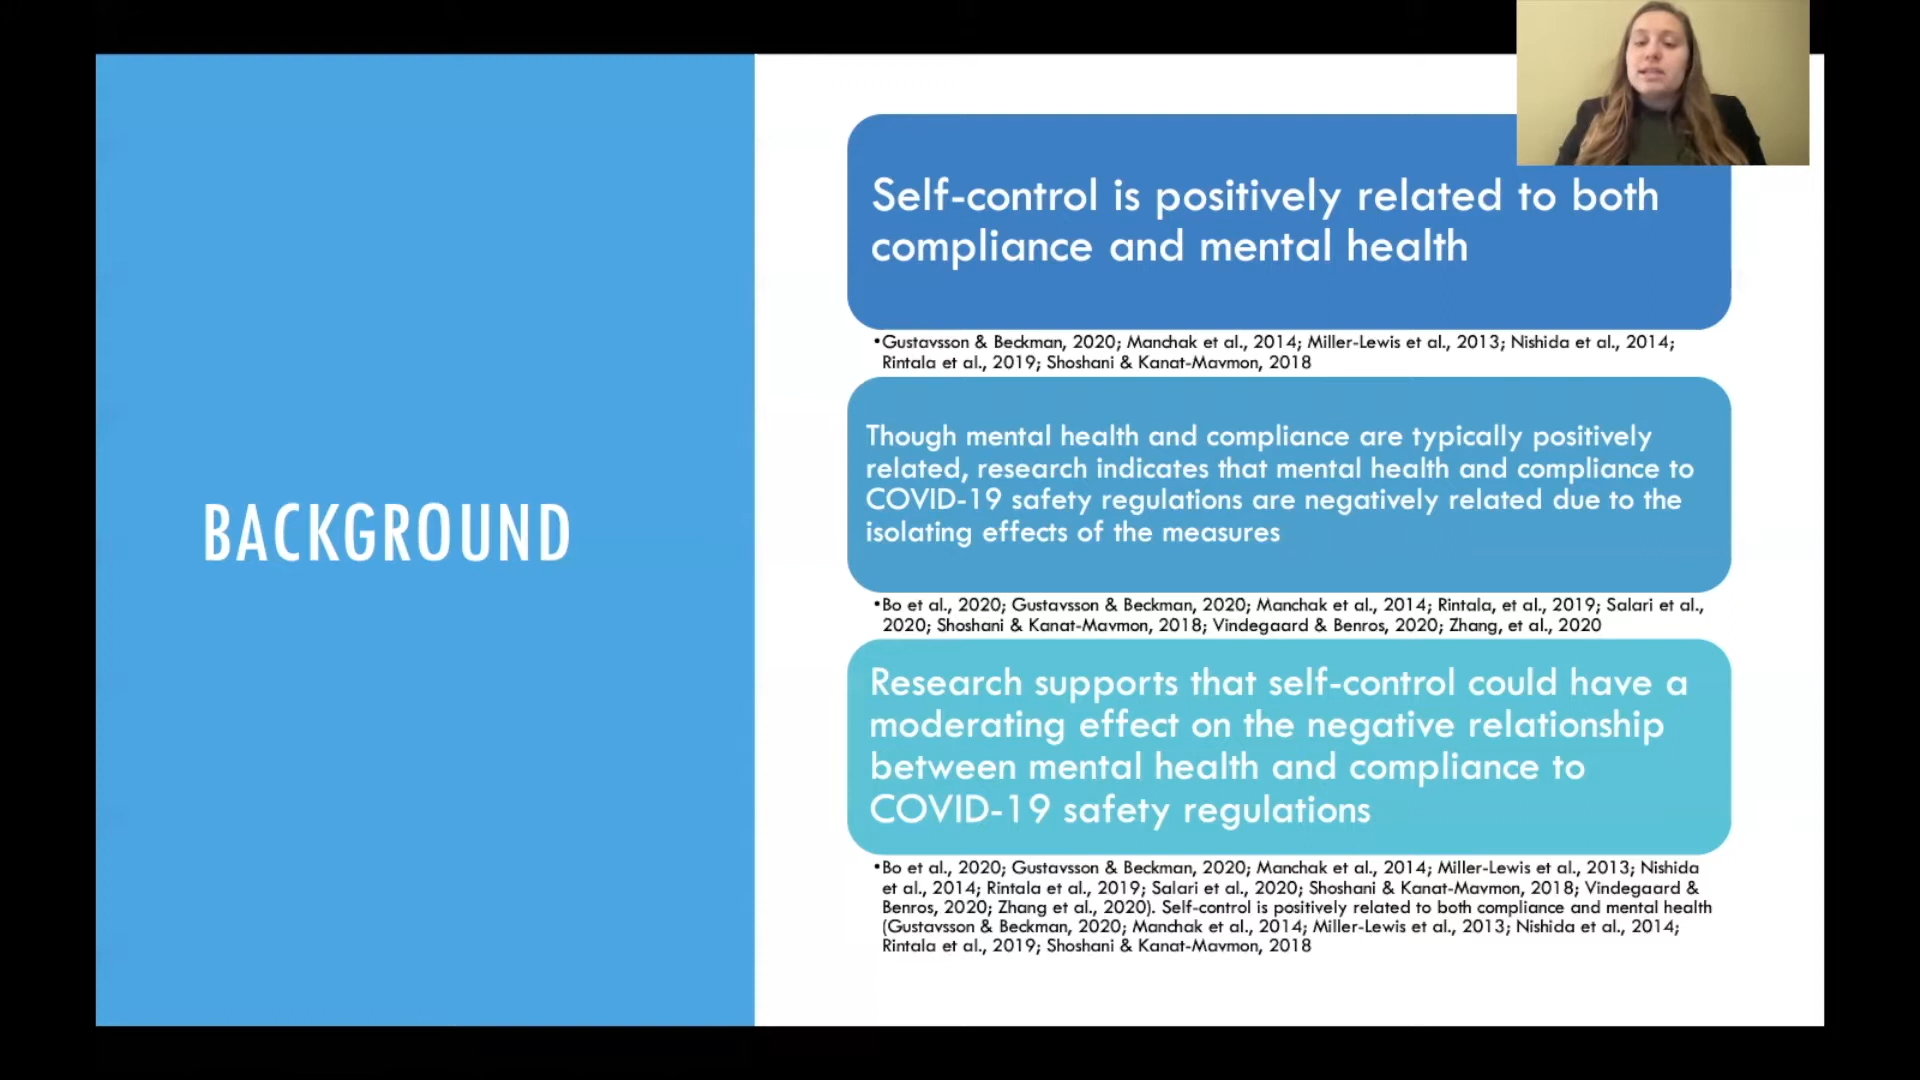 BACKGROUND
Self-control is positively related to both
compliance and mental health
•Gustavsson & Beckman, 2020; Manchak et al., 2014; Miller-Lewis et al., 2013; Nishida et al., 2014;
Rintala et al., 2019; Shoshani & Kanat-Mavmon, 2018
Though mental health and compliance are typically positively
related, research indicates that mental health and compliance to
COVID-19 safety regulations are negatively related due to the
isolating effects of the measures
•Bo et al., 2020; Gustavsson & Beckman, 2020; Manchak et al., 2014; Rintala, et al., 2019; Salari et al.,
2020; Shoshani & Kanat-Mavmon, 2018; Vindegaard & Benros, 2020; Zhang, et al., 2020
Research supports that self-control could have a
moderating effect on the negative relationship
between mental health and compliance to
COVID-19 safety regulations
•Bo et al., 2020; Gustavsson & Beckman, 2020; Manchak et al., 2014; Miller-Lewis et al., 2013; Nishida
et al., 2014; Rintala et al., 2019; Salari et al., 2020; Shoshani & Kanat-Mavmon, 2018; Vindegaard &
Benros, 2020; Zhang et al., 2020). Self-control is positively related to both compliance and mental health
(Gustavsson & Beckman, 2020; Manchak et al., 2014; Miller-Lewis et al., 2013; Nishida et al., 2014;
Rintala et al., 2019; Shoshani & Kanat-Mavmon, 2018